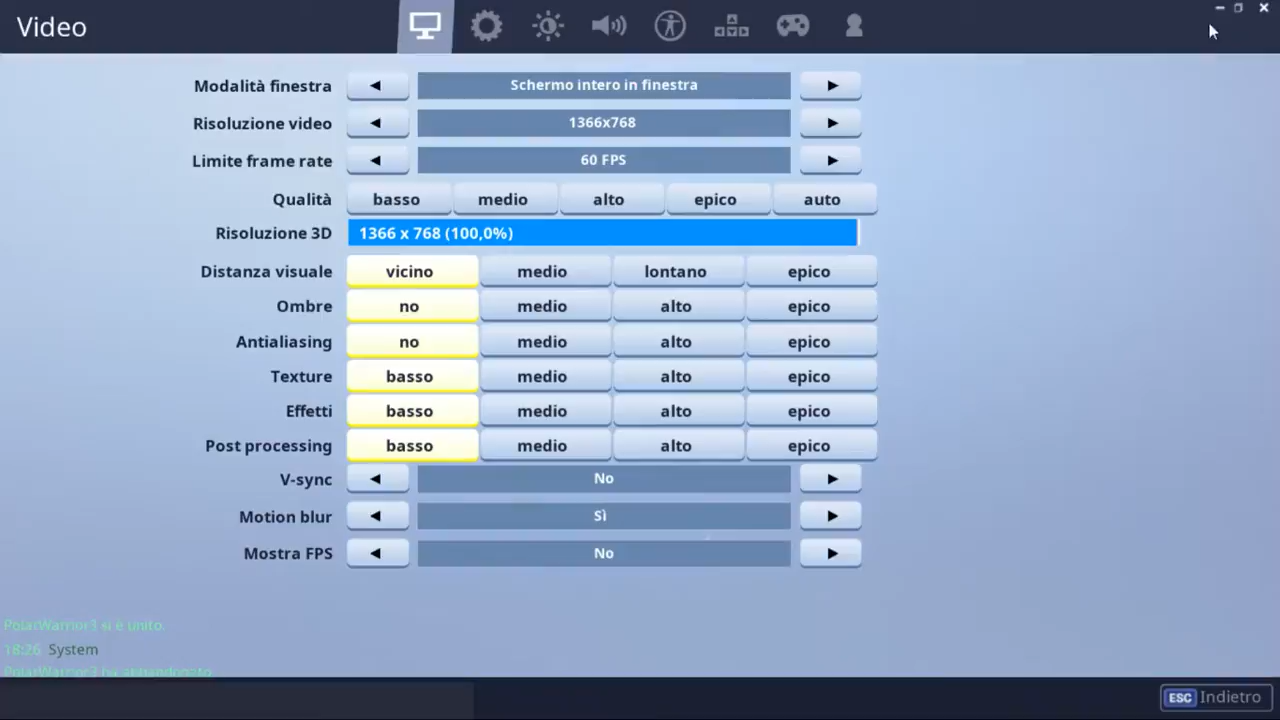 Video
Modalità finestra ◄ Schermo intero in finestra ►
Risoluzione video ◄ 1366x768 ►
Limite frame rate ◄ 60 FPS ►
Qualità basso medio alto epico auto
Risoluzione 3D 1366 x 768 (100,0%)
Distanza visuale vicino medio lontano epico
Ombre no medio alto epico
Antialiasing no medio alto epico
Texture basso medio alto epico
Effetti basso medio alto epico
Post processing basso medio alto epico
V-sync ◄ No ►
Motion blur ◄ Sì ►
Mostra FPS ◄ No ►
PolarWarrior3 si è unito.
18:26 System
PolarWarrior3 ha abbandonato
ESC Indietro